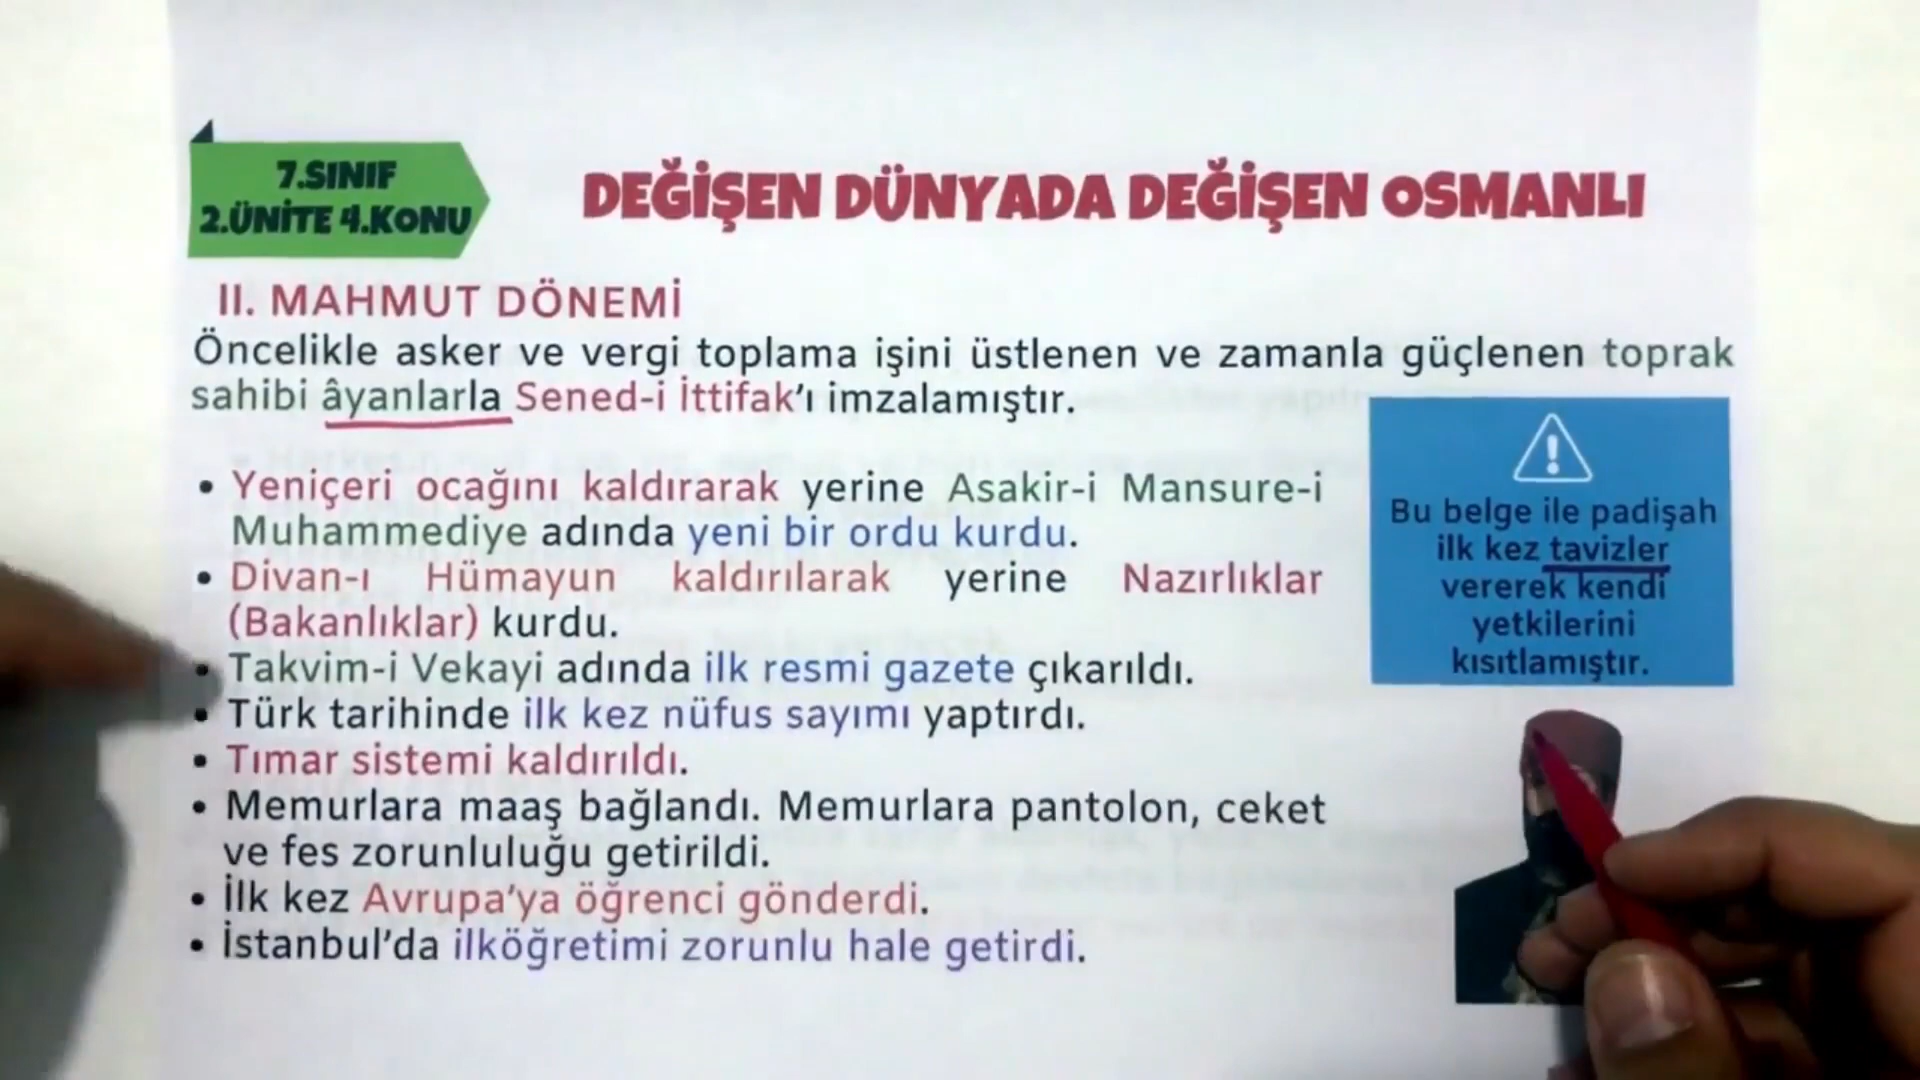 7.SINIF
2.ÜNİTE 4.KONU
DEĞİŞEN DÜNYADA DEĞİŞEN OSMANLI
II. MAHMUT DÖNEMİ
Öncelikle asker ve vergi toplama işini üstlenen ve zamanla güçlenen toprak
sahibi âyanlarla Sened-i İttifak'ı imzalamıştır.
• Yeniçeri ocağını kaldırarak yerine Asakir-i Mansure-i
Muhammediye adında yeni bir ordu kurdu.
• Divan-ı Hümayun kaldırılarak yerine Nazırlıklar
(Bakanlıklar) kurdu.
• Takvim-i Vekayi adında ilk resmi gazete çıkarıldı.
• Türk tarihinde ilk kez nüfus sayımı yaptırdı.
• Tımar sistemi kaldırıldı.
• Memurlara maaş bağlandı. Memurlara pantolon, ceket
ve fes zorunluluğu getirildi.
• İlk kez Avrupa'ya öğrenci gönderdi.
• İstanbul'da ilköğretimi zorunlu hale getirdi.
Bu belge ile padişah
ilk kez tavizler
vererek kendi
yetkilerini
kısıtlamıştır.